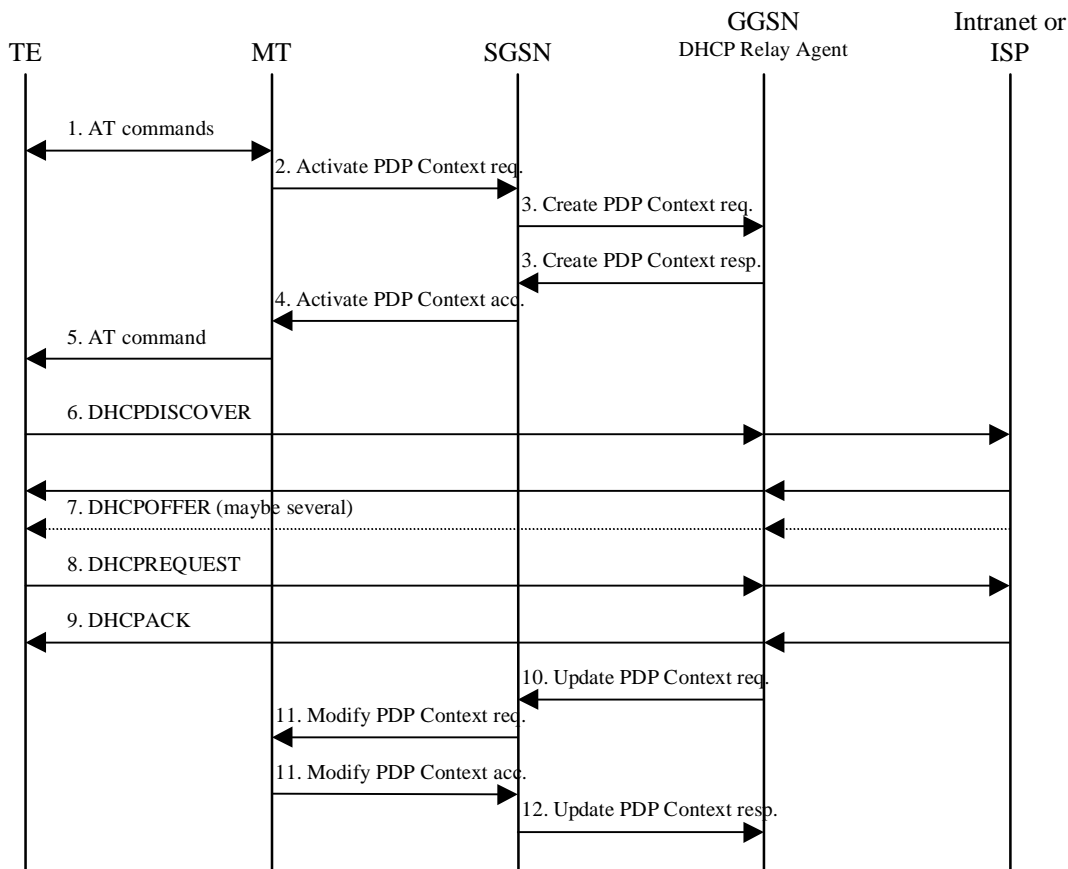 GGSN
Intranet or
TE
MT
SGSN
DHCP Relay Agent
ISP
1. AT commands
2. Activate PDP Context req.
3. Create PDP Context req.
3. Create PDP Context resp.
4. Activate PDP Context acc.
5. AT command
6. DHCPDISCOVER
7. DHCPOFFER (maybe several)
8. DHCPREQUEST
9. DHCPACK
10. Update PDP Context req.
11. Modify PDP Context req.
11. Modify PDP Context acc.
12. Update PDP Context resp.